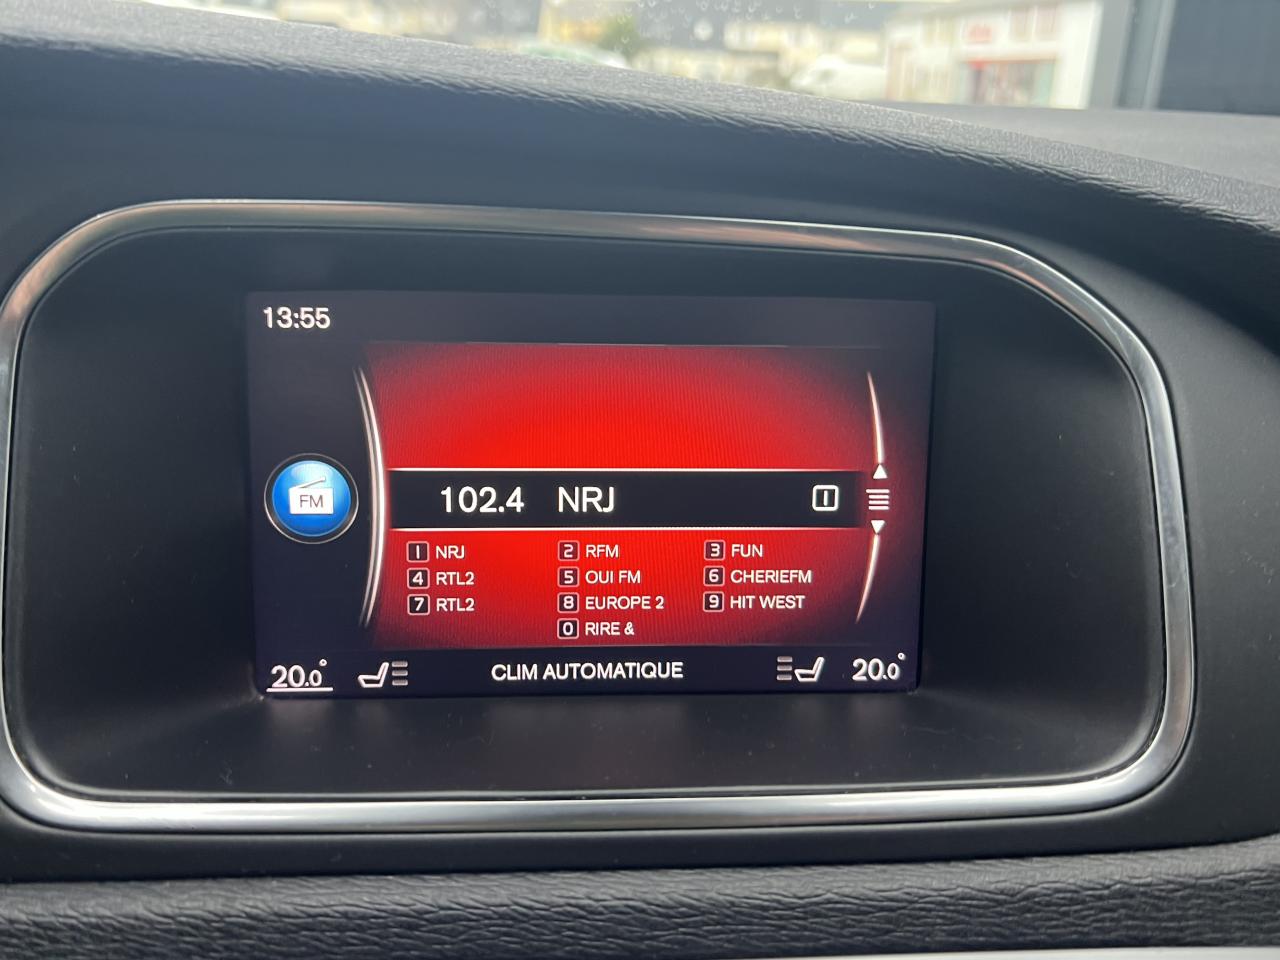 13:55
FM
102.4 NRJ 1
1 NRJ 2 RFM 3 FUN
4 RTL2 5 OUI FM 6 CHERIEFM
7 RTL2 8 EUROPE 2 9 HIT WEST
0 RIRE &
20.0° CLIM AUTOMATIQUE 20.0°